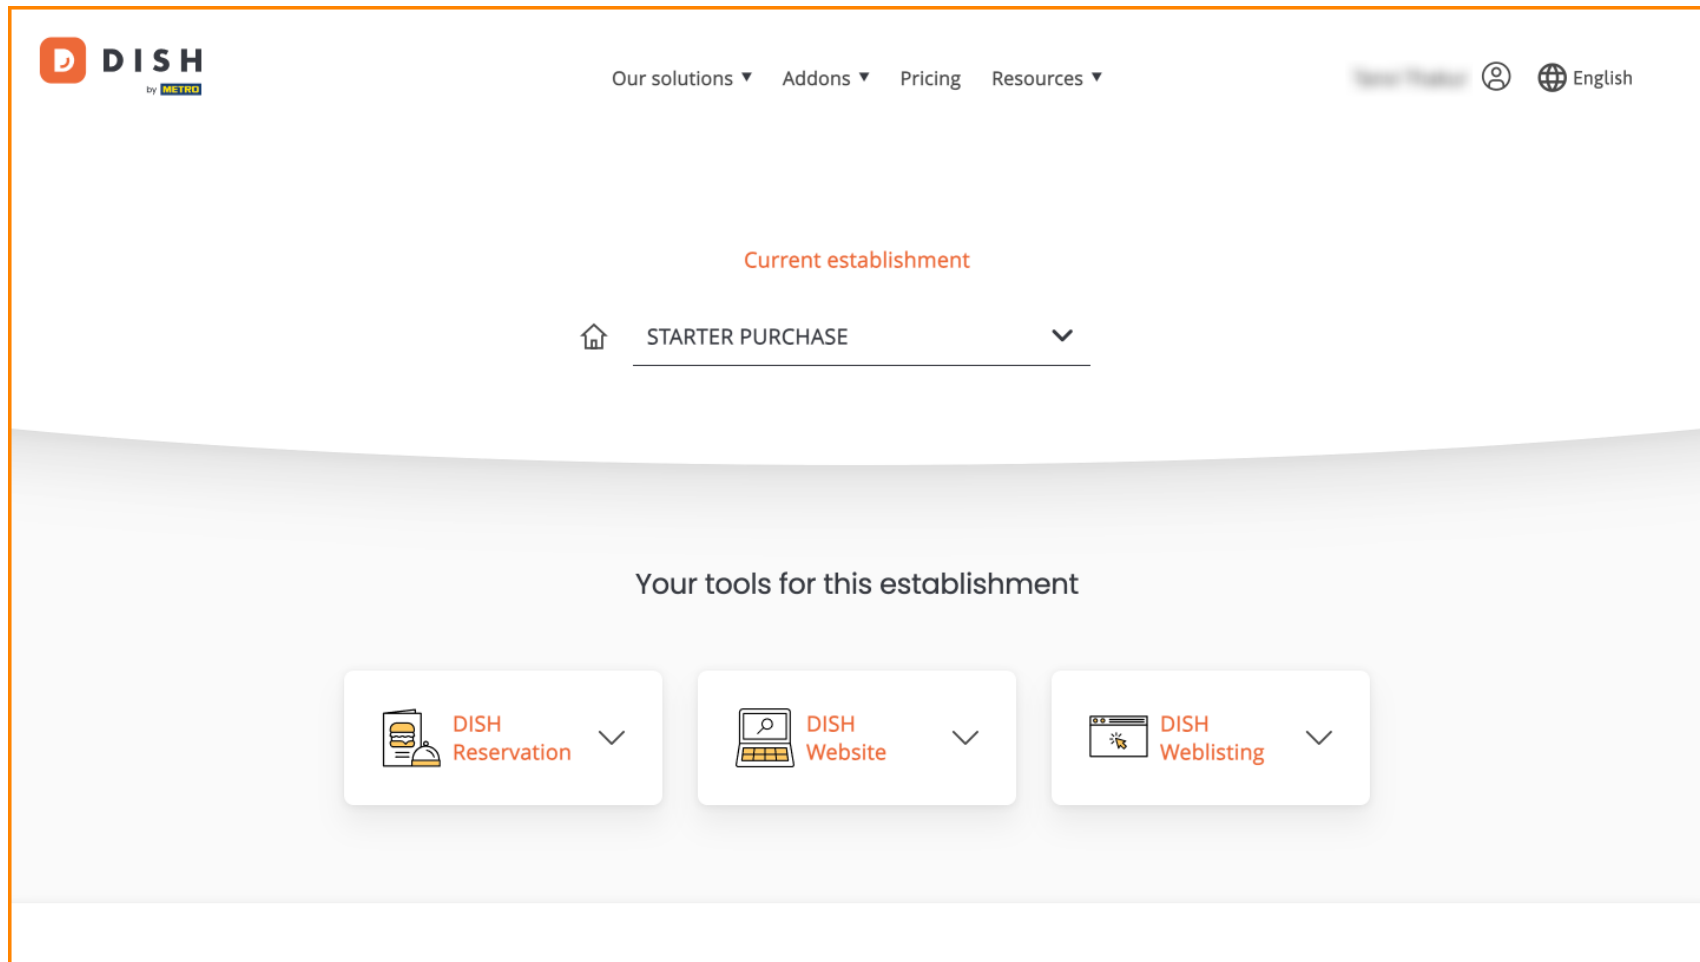 DISH
by METRO
Our solutions ▼ Addons ▼ Pricing Resources ▼
English
Current establishment
STARTER PURCHASE
Your tools for this establishment
DISH
Reservation
DISH
Website
DISH
Weblisting